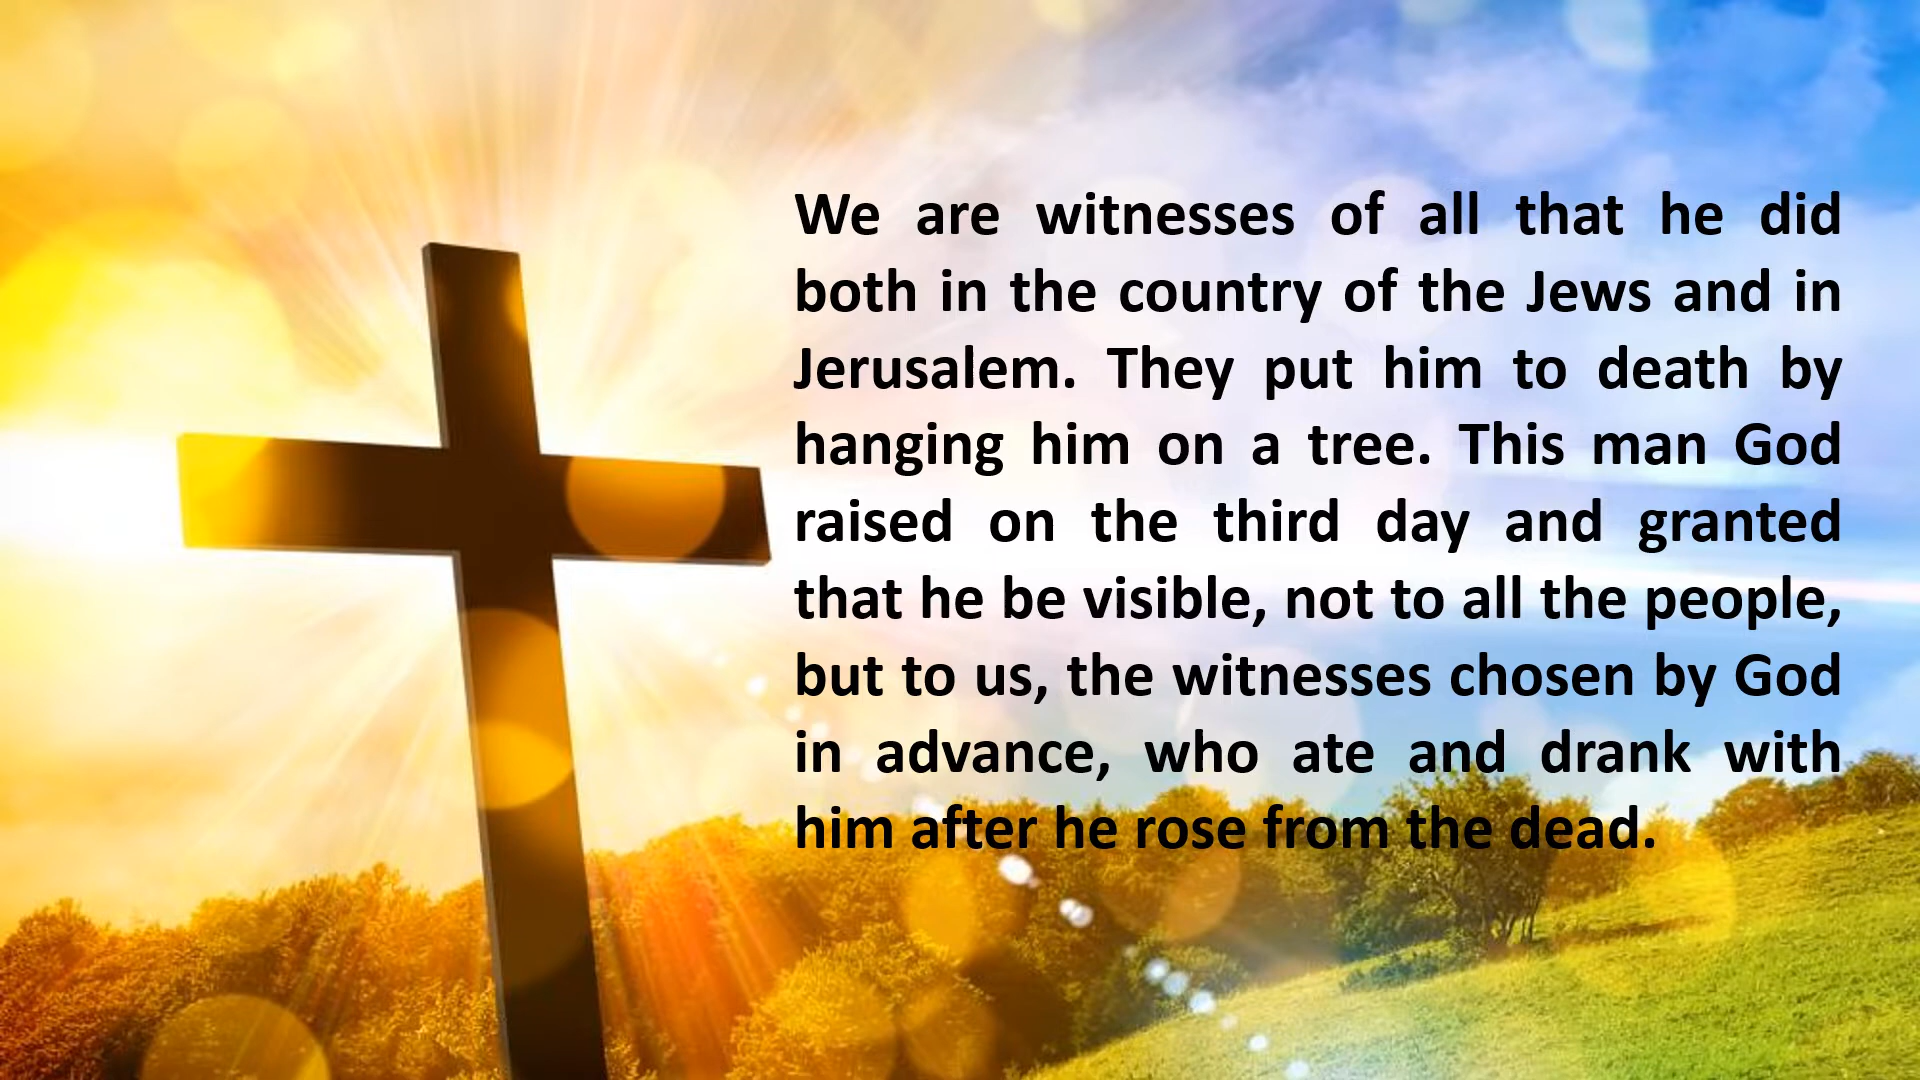 We are witnesses of all that he did
both in the country of the Jews and in
Jerusalem. They put him to death by
hanging him on a tree. This man God
raised on the third day and granted
that he be visible, not to all the people,
but to us, the witnesses chosen by God
in advance, who ate and drank with
him after he rose from the dead.